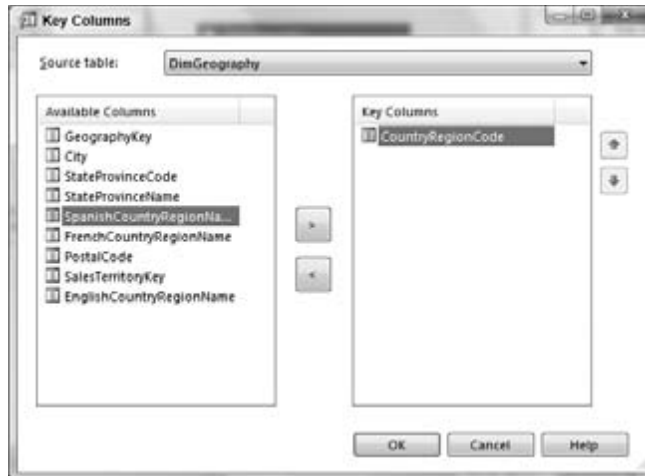 Key Columns
Source table: DimGeography
Available Columns
GeographyKey
City
StateProvinceCode
StateProvinceName
SpanishCountryRegionNa...
FrenchCountryRegionName
PostalCode
SalesTerritoryKey
EnglishCountryRegionName
>
<
Key Columns
CountryRegionCode
OK Cancel Help